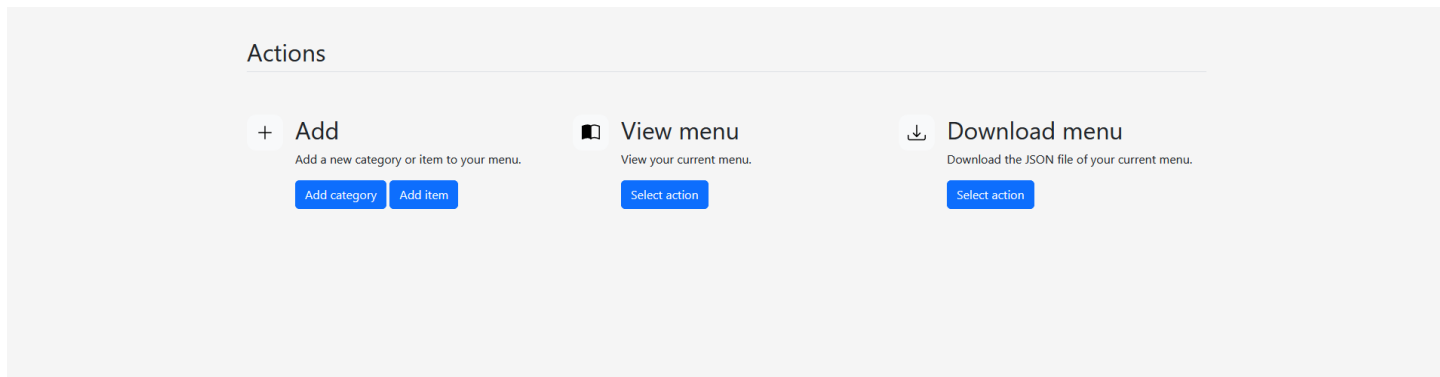 Actions
Add
Add a new category or item to your menu.
Add category Add item
View menu
View your current menu.
Select action
Download menu
Download the JSON file of your current menu.
Select action